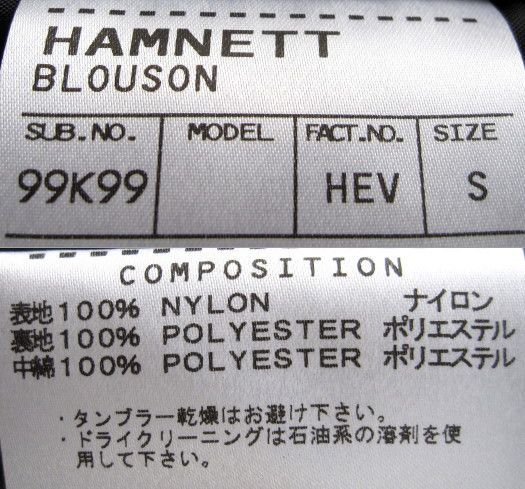 HAMNETT
BLOUSON
SUB.NO. MODEL FACT.NO. SIZE
99K99 HEV S
COMPOSITION
表地100% NYLON ナイロン
裏地100% POLYESTER ポリエステル
中綿100% POLYESTER ポリエステル
・タンブラー乾燥はお避け下さい。
・ドライクリーニングは石油系の溶剤を使
用して下さい。